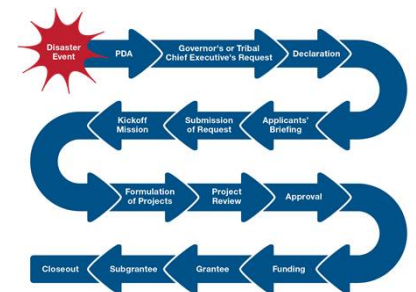 Disaster
Event
PDA
Governor's or Tribal
Chief Executive's Request
Declaration
Applicants'
Briefing
Submission
of Request
Kickoff
Mission
Formulation
of Projects
Project
Review
Approval
Funding
Grantee
Subgrantee
Closeout